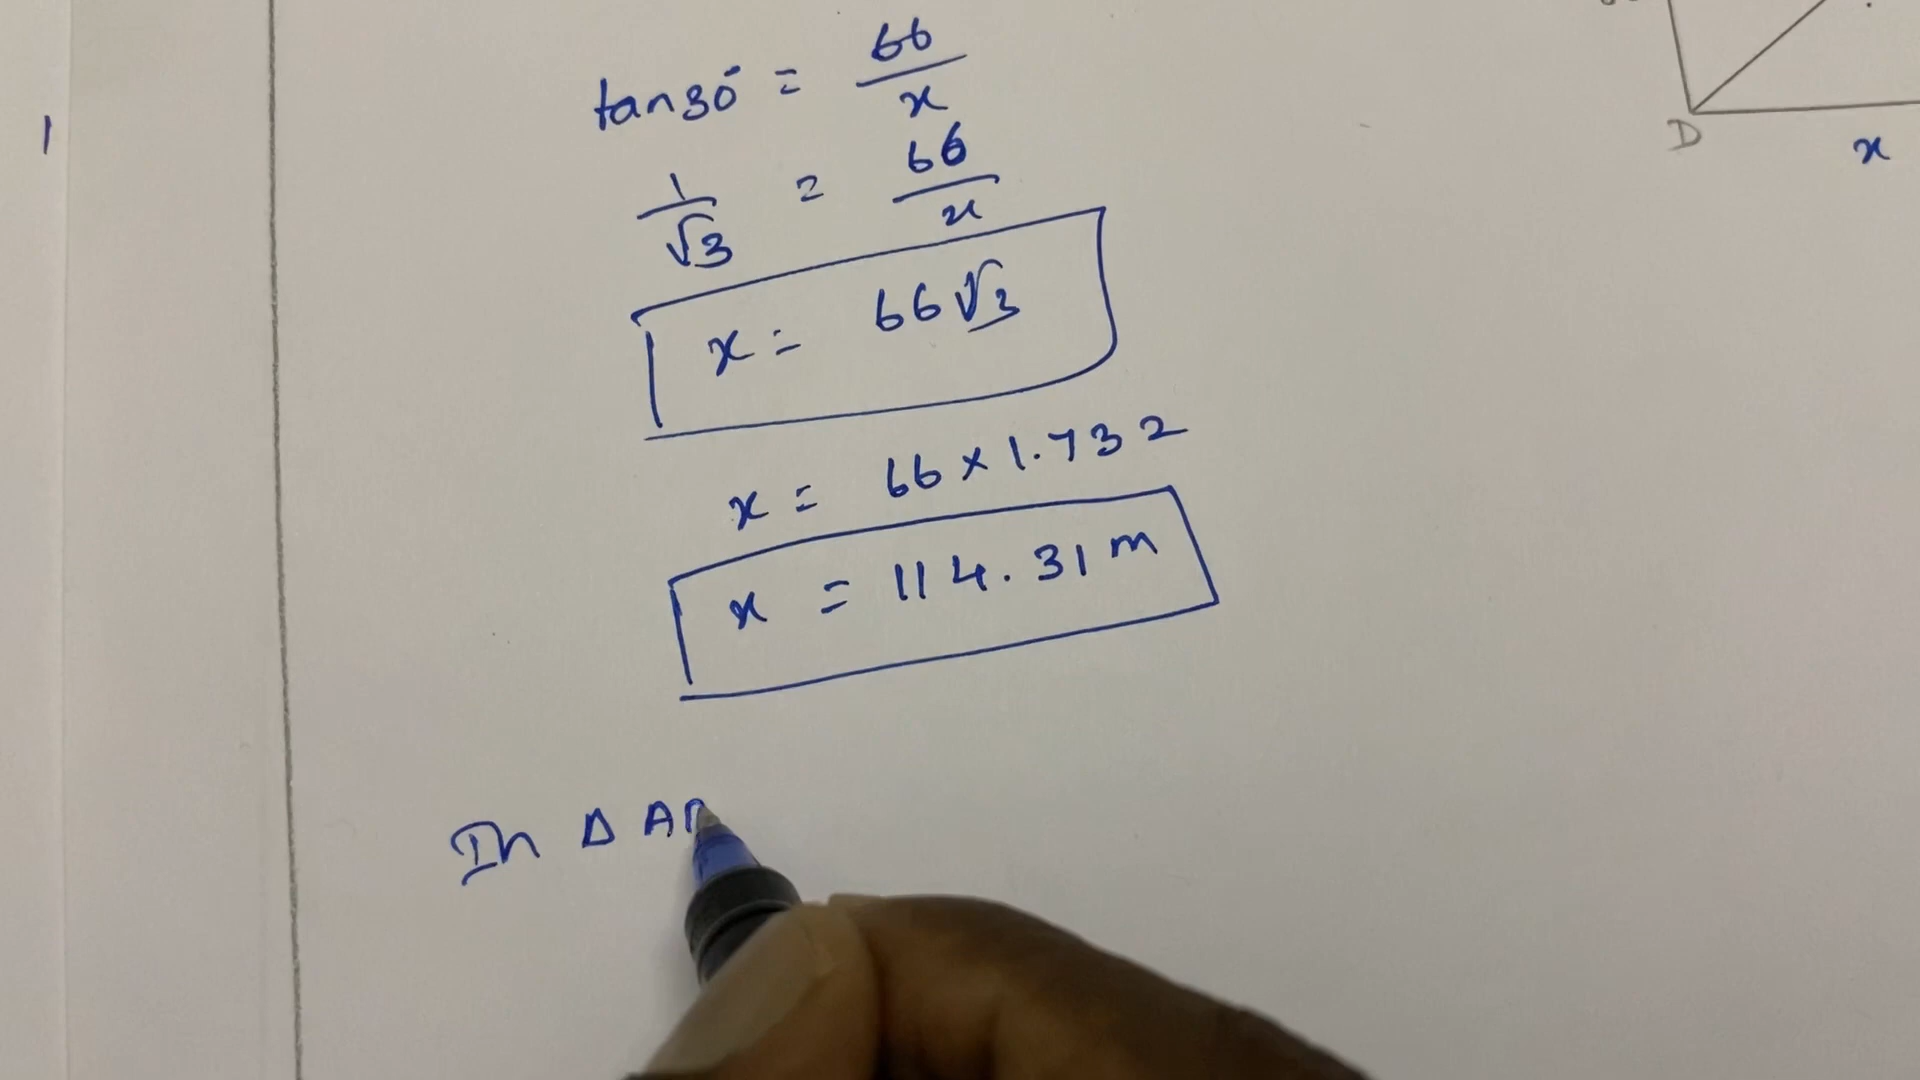 tan30° = 66/x
1/√3 = 66/x
x = 66√3
x = 66 × 1.732
x = 114.31 m
In Δ A
D
x
1